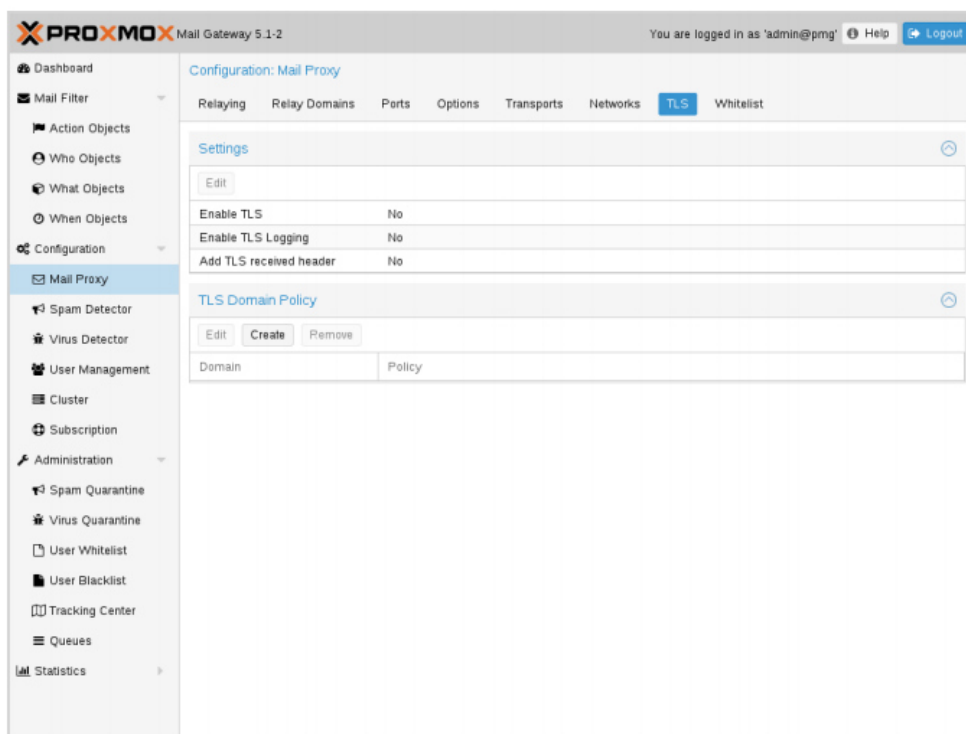 PROXMOX Mail Gateway 5.1-2 You are logged in as 'admin@pmg' Help Logout
Dashboard
Mail Filter
Action Objects
Who Objects
What Objects
When Objects
Configuration
Mail Proxy
Spam Detector
Virus Detector
User Management
Cluster
Subscription
Administration
Spam Quarantine
Virus Quarantine
User Whitelist
User Blacklist
Tracking Center
Queues
Statistics
Configuration: Mail Proxy
Relaying Relay Domains Ports Options Transports Networks TLS Whitelist
Settings
Edit
Enable TLS No
Enable TLS Logging No
Add TLS received header No
TLS Domain Policy
Edit Create Remove
Domain Policy